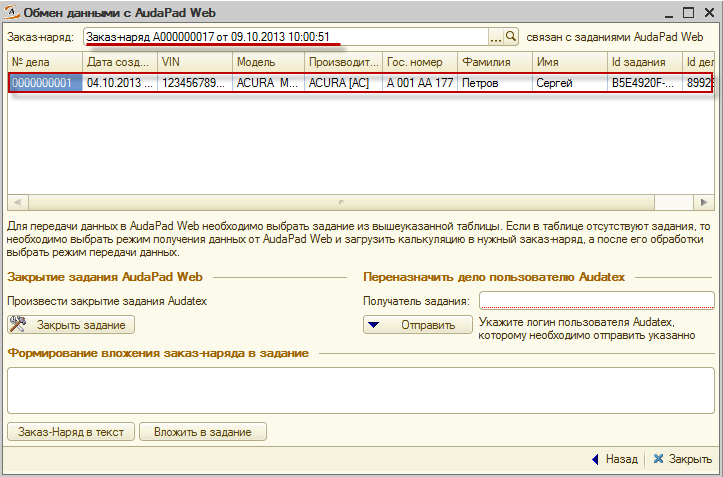 Обмен данными с AudaPad Web
Заказ-наряд: Заказ-наряд А000000017 от 09.10.2013 10:00:51 ... связан с заданиями AudaPad Web
№ дела Дата созд... VIN Модель Производит... Гос. номер Фамилия Имя Id задания Id дел
0000000001 04.10.2013 ... 123456789... ACURA M... ACURA [AC] А 001 АА 177 Петров Сергей B5E4920F-... 8992
Для передачи данных в AudaPad Web необходимо выбрать задание из вышеуказанной таблицы. Если в таблице отсутствуют задания, то
необходимо выбрать режим получения данных от AudaPad Web и загрузить калькуляцию в нужный заказ-наряд, а после его обработки
выбрать режим передачи данных.
Закрытие задания AudaPad Web
Переназначить дело пользователю Audatex
Произвести закрытие задания Audatex
Получатель задания:
Закрыть задание
Отправить
Укажите логин пользователя Audatex,
которому необходимо отправить указанно
Формирование вложения заказ-наряда в задание
Заказ-Наряд в текст Вложить в задание
Назад Закрыть